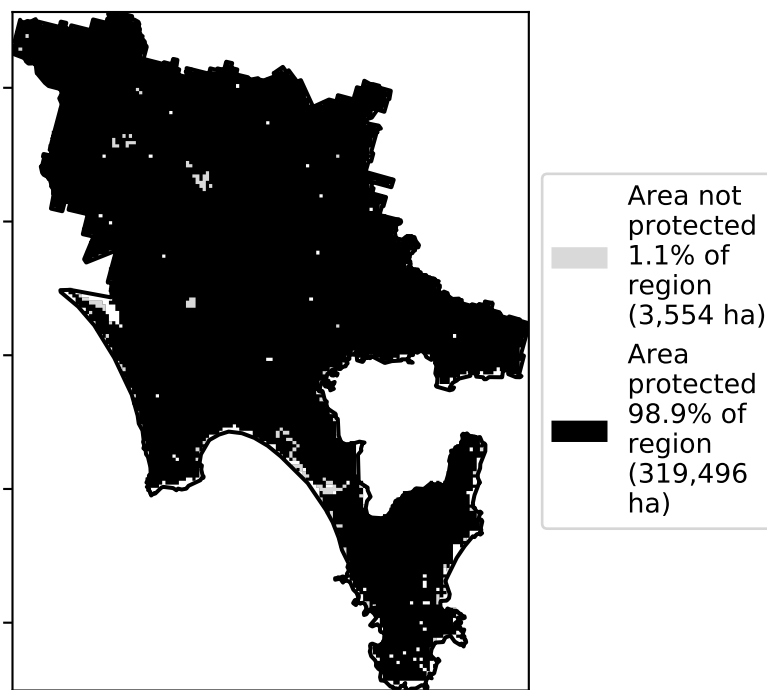 Area not
protected
1.1% of
region
(3,554 ha)
Area
protected
98.9% of
region
(319,496
ha)